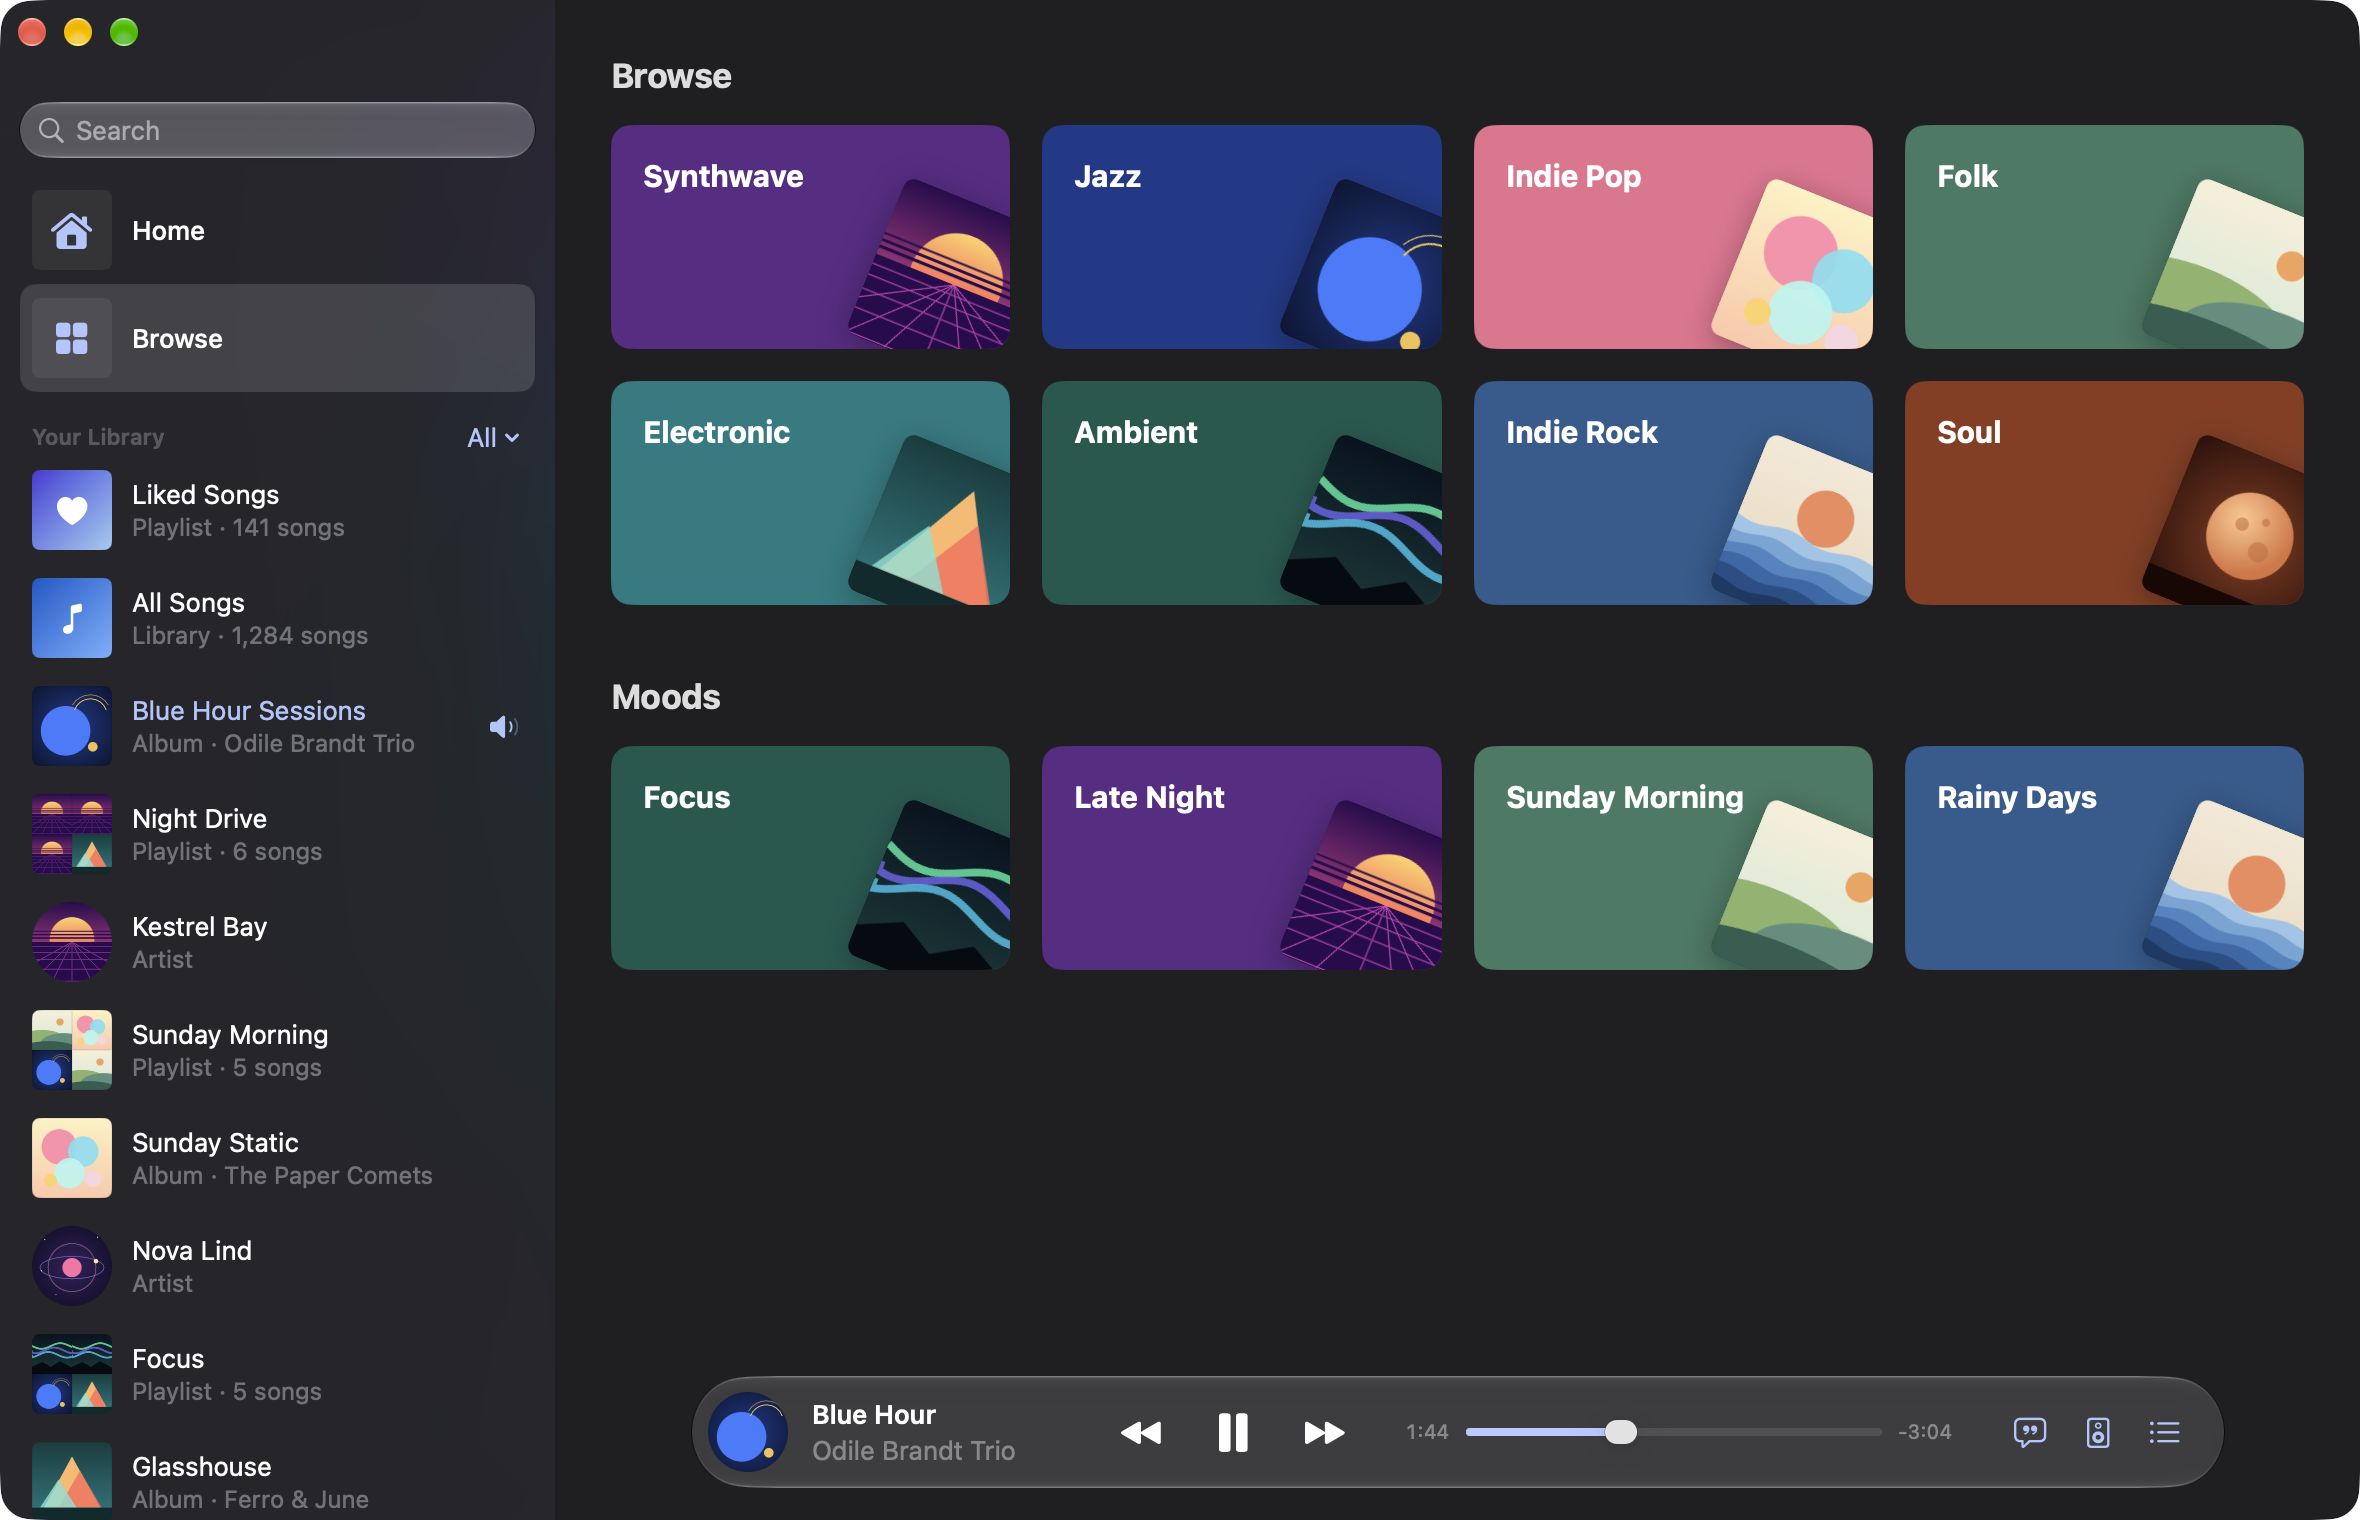 Search
Home
Browse
Your Library
All
Liked Songs
Playlist · 141 songs
All Songs
Library · 1,284 songs
Blue Hour Sessions
Album · Odile Brandt Trio
Night Drive
Playlist · 6 songs
Kestrel Bay
Artist
Sunday Morning
Playlist · 5 songs
Sunday Static
Album · The Paper Comets
Nova Lind
Artist
Focus
Playlist · 5 songs
Glasshouse
Album · Ferro & June
Browse
Synthwave
Jazz
Indie Pop
Folk
Electronic
Ambient
Indie Rock
Soul
Moods
Focus
Late Night
Sunday Morning
Rainy Days
Blue Hour
Odile Brandt Trio
1:44
-3:04